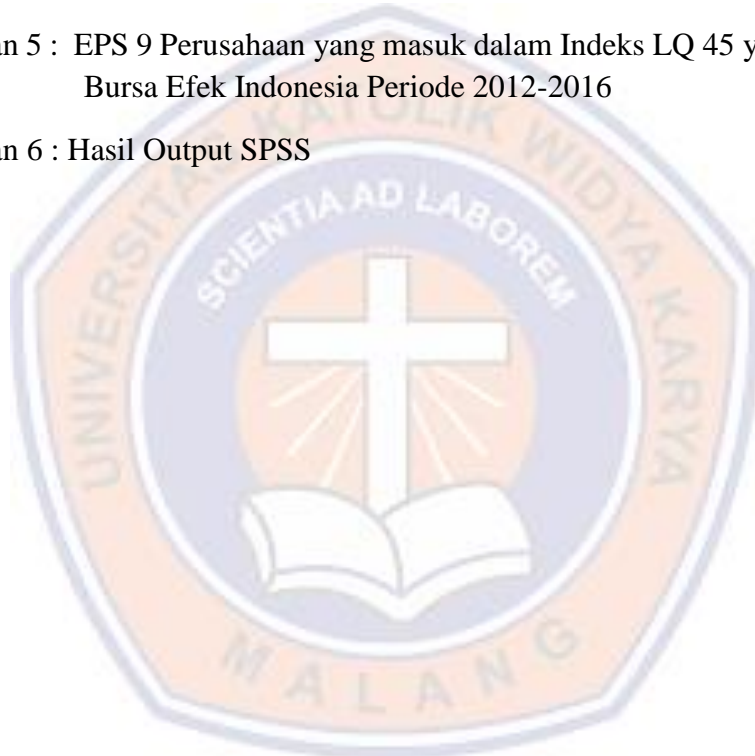 an 5 : EPS 9 Perusahaan yang masuk dalam Indeks LQ 45 y
Bursa Efek Indonesia Periode 2012-2016
an 6 : Hasil Output SPSS
UNIVERSITAS KATOLIK WIDYA KARYA
SCIENTIA AD LABOREM
MALANG